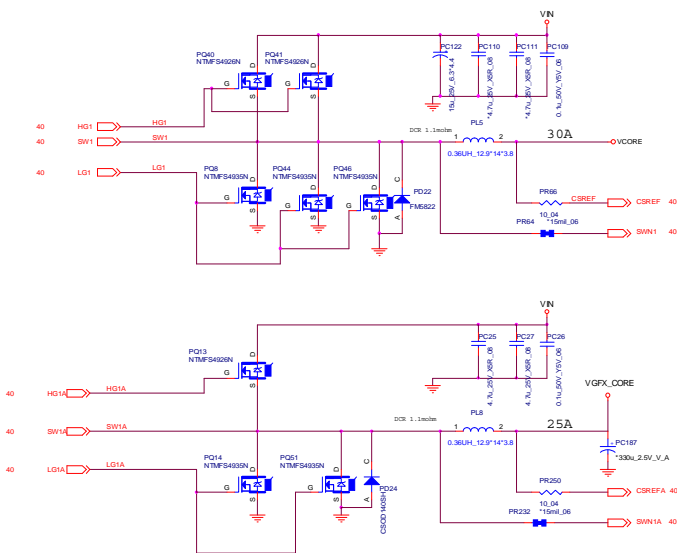 VIN
PQ40
NTMFS4926N
PQ41
NTMFS4926N
D
D
G
G
S
S
PC122
15u_25V_6.3*4.4
PC110
*4.7u_25V_X5R_08
PC111
*4.7u_25V_X5R_08
PC109
0.1u_50V_Y5V_06
40 HG1 HG1
40 SW1 SW1
40 LG1 LG1
DCR 1.1mohm
PL5
1 2
0.36UH_12.9*14*3.8
30A
VCORE
PQ8
NTMFS4935N
PQ44
NTMFS4935N
PQ46
NTMFS4935N
D
D
D
G
G
G
S
S
S
C
PD22
FM5822
A
PR66
CSREF
CSREF 40
10_04
PR64 *15mil_06
SWN1 40
VIN
PQ13
NTMFS4926N
D
G
S
PC25
4.7u_25V_X5R_08
PC27
4.7u_25V_X5R_08
PC26
0.1u_50V_Y5V_06
VGFX_CORE
40 HG1A HG1A
40 SW1A SW1A
40 LG1A LG1A
DCR 1.1mohm
PL8
1 2
0.36UH_12.9*14*3.8
25A
+
PC187
*330u_2.5V_V_A
PQ14
NTMFS4935N
PQ51
NTMFS4935N
D
D
G
G
S
S
C
PD24
CSOD140SH
A
PR250
CSREFA 40
10_04
PR232 *15mil_06
SWN1A 40